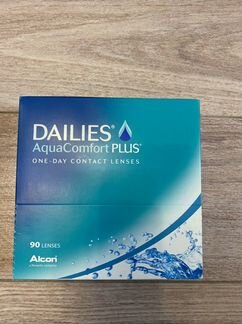 DAILIES®
AquaComfort PLUS®
ONE-DAY CONTACT LENSES
90 LENSES
Alcon